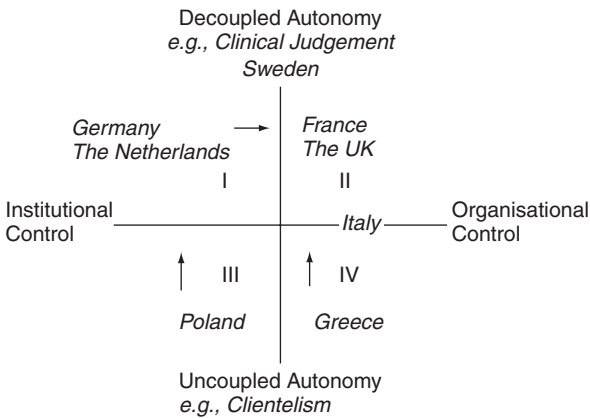 Decoupled Autonomy
e.g., Clinical Judgement
Sweden
Germany
The Netherlands
France
The UK
I
II
Institutional
Control
Italy
Organisational
Control
III
IV
Poland
Greece
Uncoupled Autonomy
e.g., Clientelism